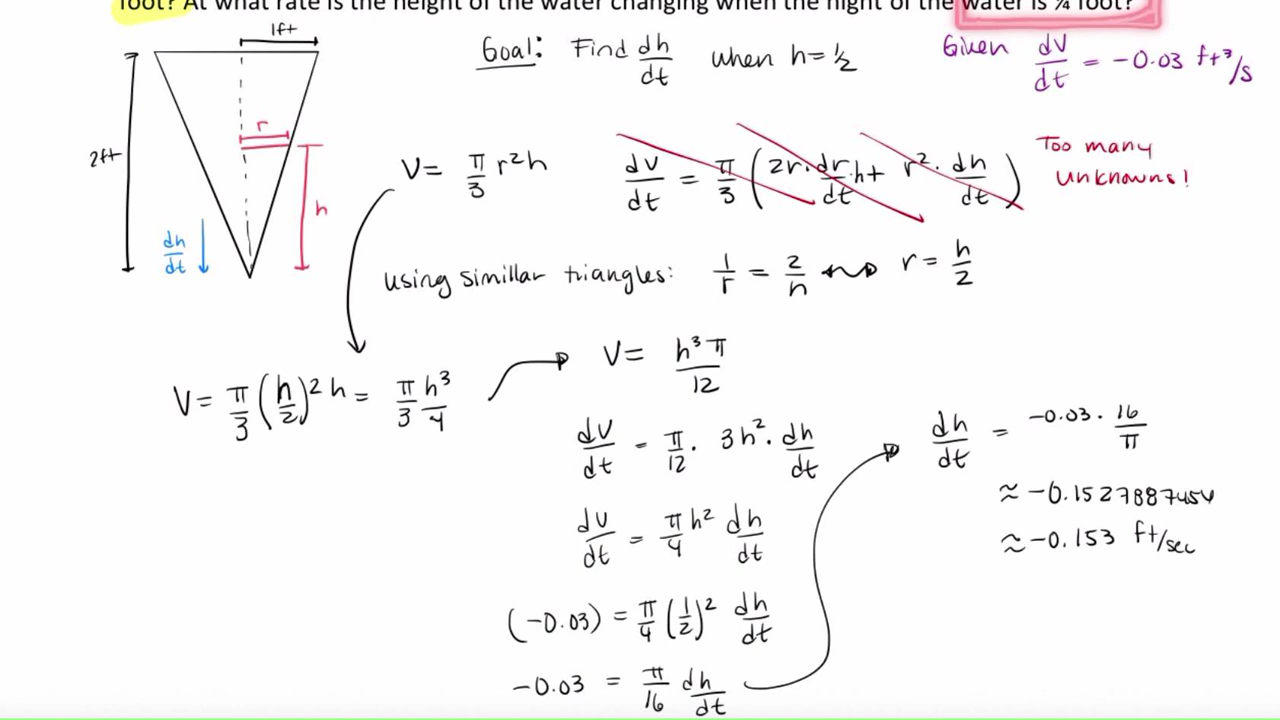 foot? At what rate is the height of the water changing when the hight of the water is ¼ foot?
1ft
2ft
r
h
dh/dt
Goal: Find dh/dt when h=½
Given dV/dt = -0.03 ft³/s
V= π/3 r²h
dV/dt = π/3 (2r·dr/dt·h+ r²·dh/dt)
Too many
unknowns!
using simillar triangles: 1/r = 2/h r= h/2
V= π/3 (h/2)² h = π/3 h³/4
V= h³π/12
dV/dt = π/12 · 3h² · dh/dt
dV/dt = π/4 h² dh/dt
(-0.03) = π/4 (1/2)² dh/dt
-0.03 = π/16 dh/dt
dh/dt = -0.03 · 16/π
≈ -0.1527887454
≈ -0.153 ft/sec